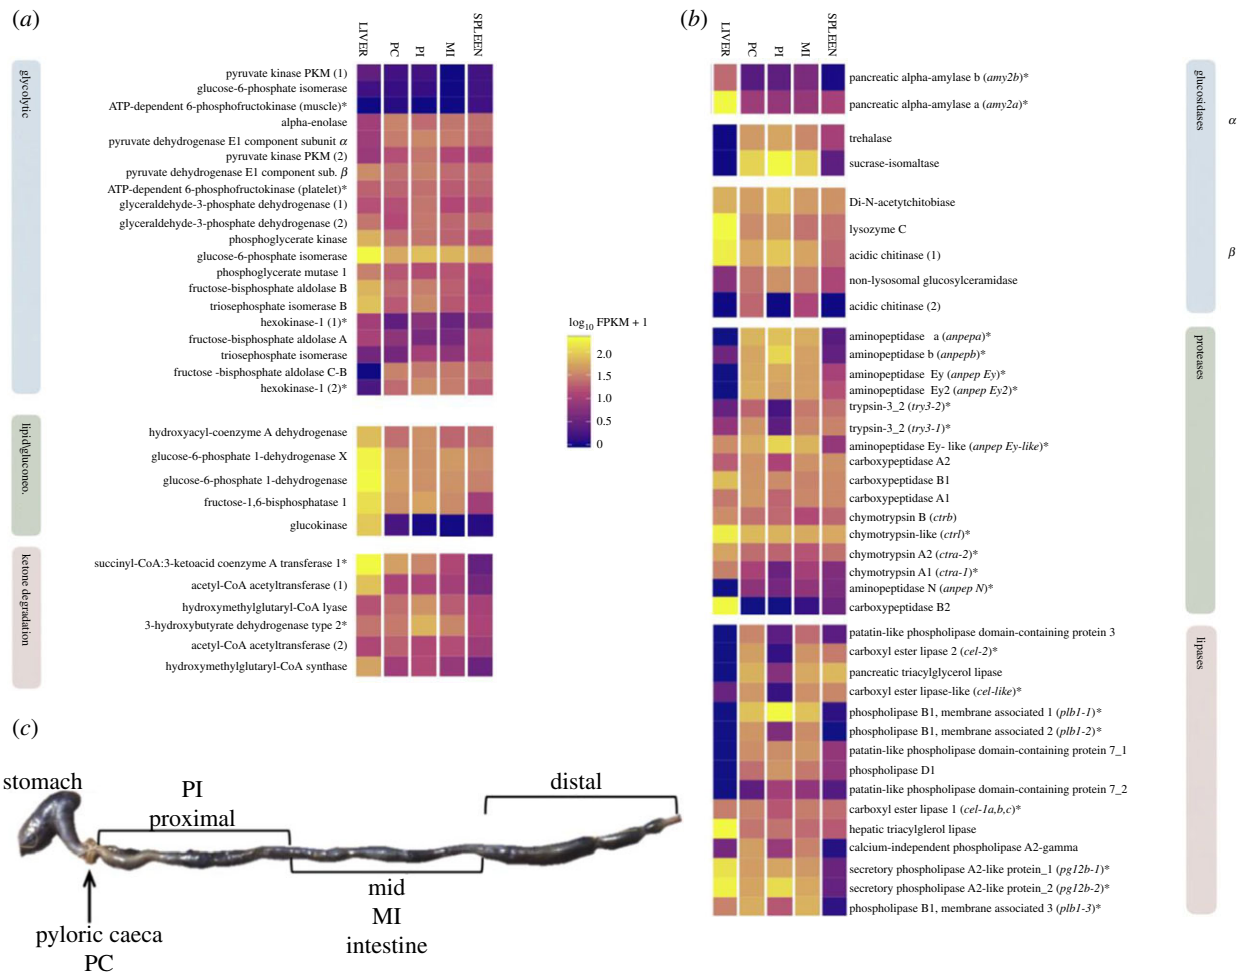 (a)
LIVER PC PI MI SPLEEN
glycolytic
pyruvate kinase PKM (1)
glucose-6-phosphate isomerase
ATP-dependent 6-phosphofructokinase (muscle)*
alpha-enolase
pyruvate dehydrogenase E1 component subunit α
pyruvate kinase PKM (2)
pyruvate dehydrogenase E1 component sub. β
ATP-dependent 6-phosphofructokinase (platelet)*
glyceraldehyde-3-phosphate dehydrogenase (1)
glyceraldehyde-3-phosphate dehydrogenase (2)
phosphoglycerate kinase
glucose-6-phosphate isomerase
phosphoglycerate mutase 1
fructose-bisphosphate aldolase B
triosephosphate isomerase B
hexokinase-1 (1)*
fructose-bisphosphate aldolase A
triosephosphate isomerase
fructose -bisphosphate aldolase C-B
hexokinase-1 (2)*
lipid\gluconeo.
hydroxyacyl-coenzyme A dehydrogenase
glucose-6-phosphate 1-dehydrogenase X
glucose-6-phosphate 1-dehydrogenase
fructose-1,6-bisphosphatase 1
glucokinase
ketone degradation
succinyl-CoA:3-ketoacid coenzyme A transferase 1*
acetyl-CoA acetyltransferase (1)
hydroxymethylglutaryl-CoA lyase
3-hydroxybutyrate dehydrogenase type 2*
acetyl-CoA acetyltransferase (2)
hydroxymethylglutaryl-CoA synthase
log10 FPKM + 1
2.0
1.5
1.0
0.5
0
(b)
LIVER PC PI MI SPLEEN
glucosidases
α
β
pancreatic alpha-amylase b (amy2b)*
pancreatic alpha-amylase a (amy2a)*
trehalase
sucrase-isomaltase
Di-N-acetytchitobiase
lysozyme C
acidic chitinase (1)
non-lysosomal glucosylceramidase
acidic chitinase (2)
proteases
aminopeptidase a (anpepa)*
aminopeptidase b (anpepb)*
aminopeptidase Ey (anpep Ey)*
aminopeptidase Ey2 (anpep Ey2)*
trypsin-3_2 (try3-2)*
trypsin-3_2 (try3-1)*
aminopeptidase Ey- like (anpep Ey-like)*
carboxypeptidase A2
carboxypeptidase B1
carboxypeptidase A1
chymotrypsin B (ctrb)
chymotrypsin-like (ctrl)*
chymotrypsin A2 (ctra-2)*
chymotrypsin A1 (ctra-1)*
aminopeptidase N (anpep N)*
carboxypeptidase B2
lipases
patatin-like phospholipase domain-containing protein 3
carboxyl ester lipase 2 (cel-2)*
pancreatic triacylglycerol lipase
carboxyl ester lipase-like (cel-like)*
phospholipase B1, membrane associated 1 (plb1-1)*
phospholipase B1, membrane associated 2 (plb1-2)*
patatin-like phospholipase domain-containing protein 7_1
phospholipase D1
patatin-like phospholipase domain-containing protein 7_2
carboxyl ester lipase 1 (cel-1a,b,c)*
hepatic triacylglerol lipase
calcium-independent phospholipase A2-gamma
secretory phospholipase A2-like protein_1 (pg12b-1)*
secretory phospholipase A2-like protein_2 (pg12b-2)*
phospholipase B1, membrane associated 3 (plb1-3)*
(c)
stomach
PI
proximal
distal
mid
MI
intestine
pyloric caeca
PC